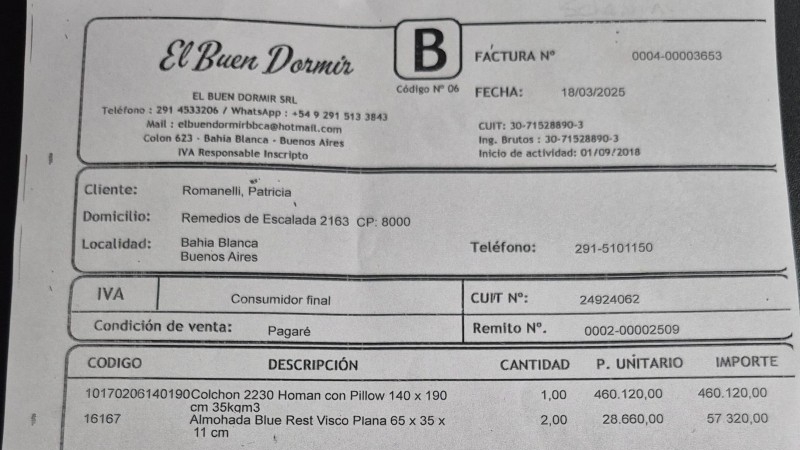 El Buen Dormir
B
Código Nº 06
FACTURA Nº 0004-00003653
FECHA: 18/03/2025
EL BUEN DORMIR SRL
Teléfono : 291 4533206 / WhatsApp : +54 9 291 513 3843
Mail : elbuendormirbbca@hotmail.com
Colon 623 - Bahia Blanca - Buenos Aires
IVA Responsable Inscripto
CUIT: 30-71528890-3
Ing. Brutos : 30-71528890-3
Inicio de actividad: 01/09/2018
Cliente: Romanelli, Patricia
Domicilio: Remedios de Escalada 2163 CP: 8000
Localidad: Bahia Blanca
Buenos Aires
Teléfono: 291-5101150
IVA Consumidor final CUIT Nº: 24924062
Condición de venta: Pagaré Remito Nº. 0002-00002509
CODIGO DESCRIPCIÓN CANTIDAD P. UNITARIO IMPORTE
10170206140190 Colchon 2230 Homan con Pillow 140 x 190 1,00 460.120,00 460.120,00
cm 35kgm3
16167 Almohada Blue Rest Visco Plana 65 x 35 x 2,00 28.660,00 57.320,00
11 cm